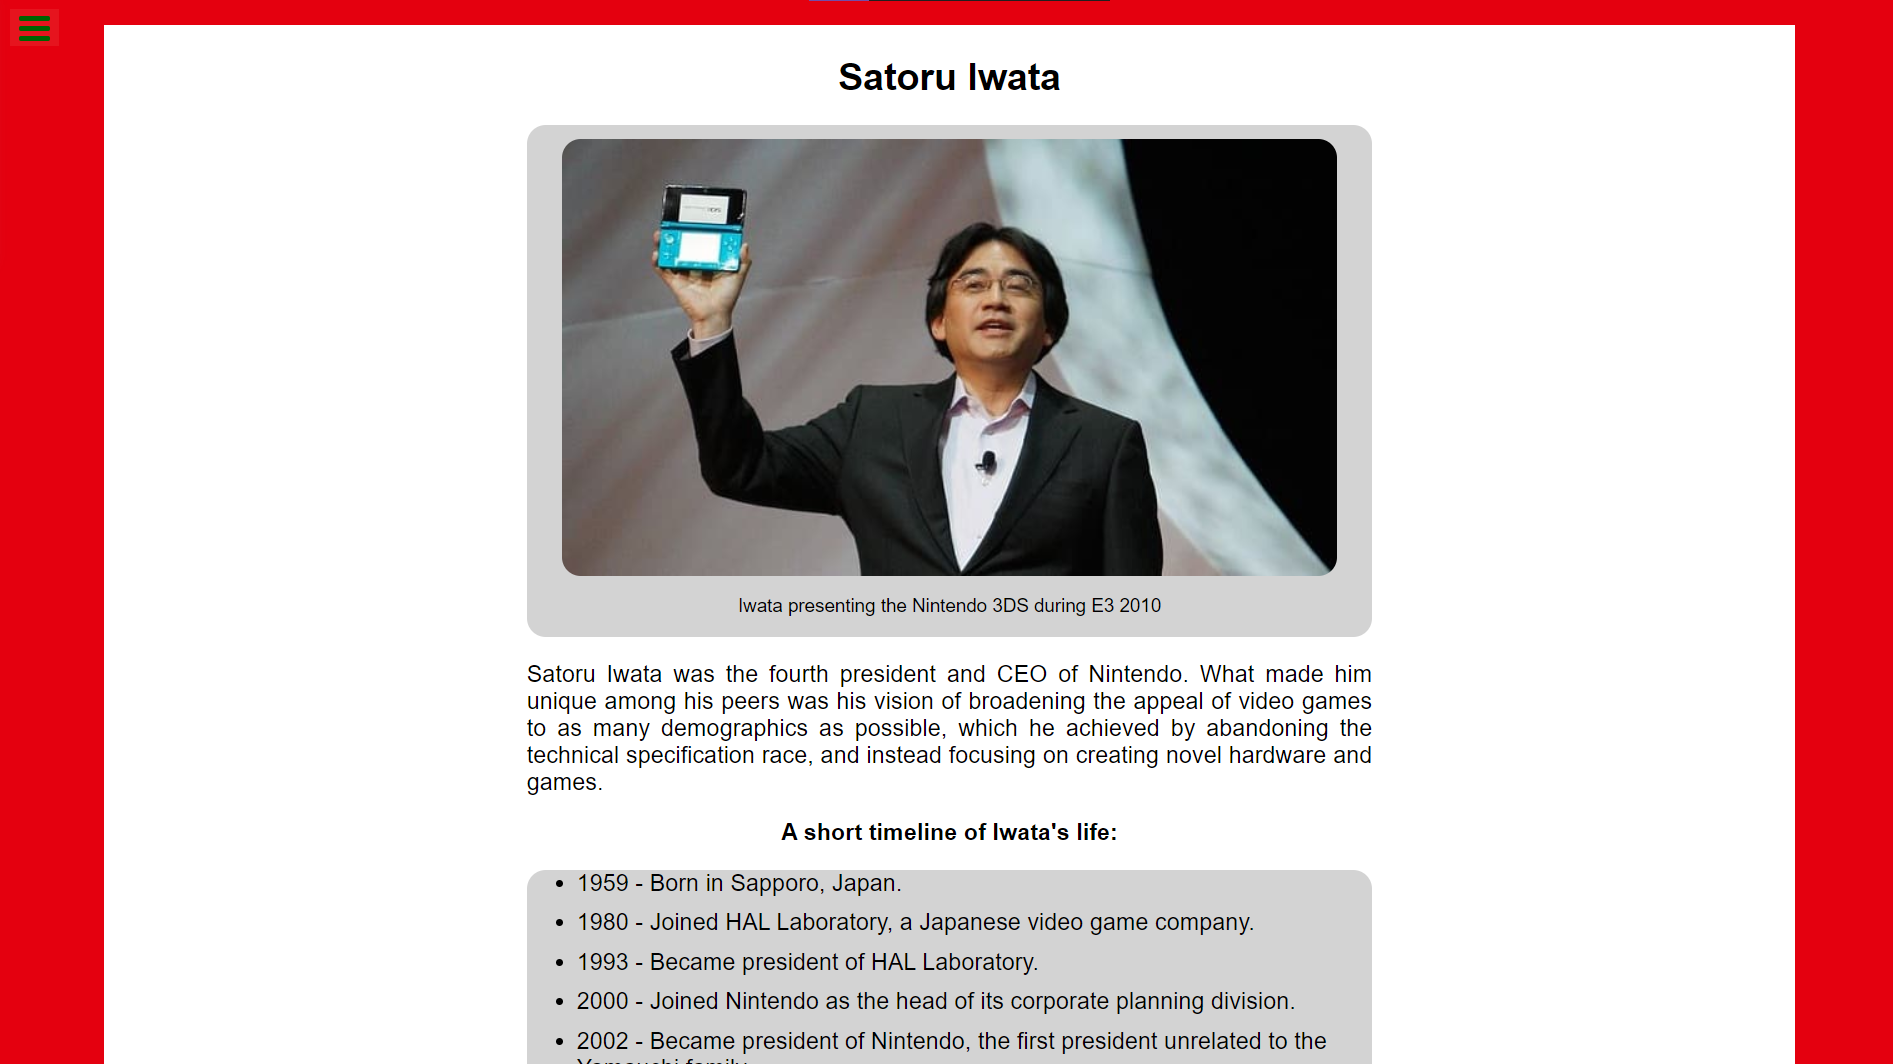 Satoru Iwata
Iwata presenting the Nintendo 3DS during E3 2010
Satoru Iwata was the fourth president and CEO of Nintendo. What made him
unique among his peers was his vision of broadening the appeal of video games
to as many demographics as possible, which he achieved by abandoning the
technical specification race, and instead focusing on creating novel hardware and
games.
A short timeline of Iwata's life:
• 1959 - Born in Sapporo, Japan.
• 1980 - Joined HAL Laboratory, a Japanese video game company.
• 1993 - Became president of HAL Laboratory.
• 2000 - Joined Nintendo as the head of its corporate planning division.
• 2002 - Became president of Nintendo, the first president unrelated to the
Yamauchi family.